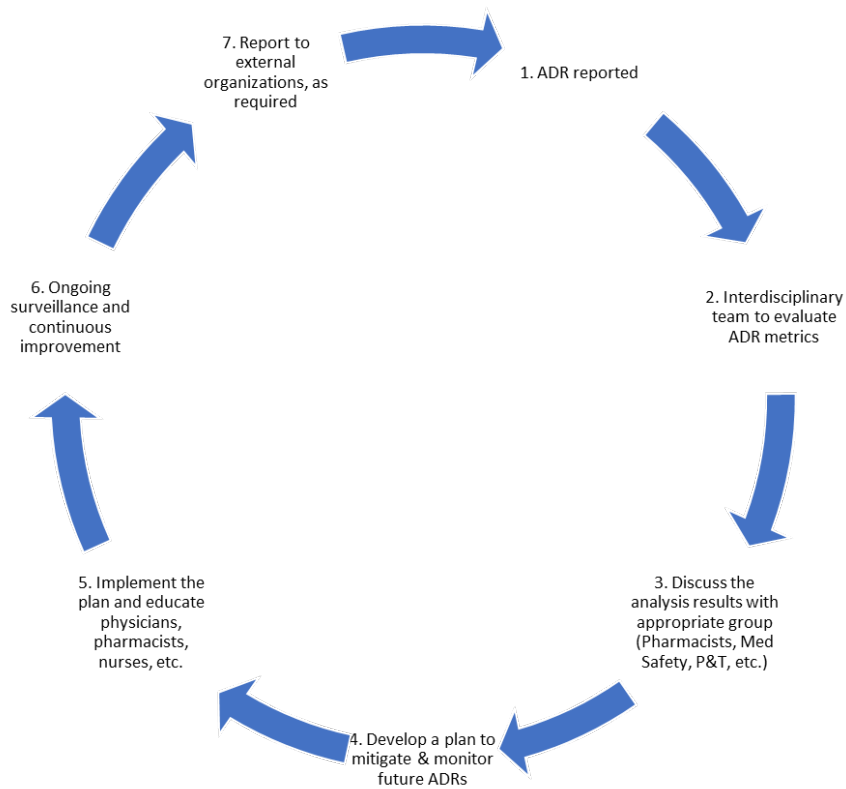 1. ADR reported
2. Interdisciplinary
team to evaluate
ADR metrics
3. Discuss the
analysis results with
appropriate group
(Pharmacists, Med
Safety, P&T, etc.)
4. Develop a plan to
mitigate & monitor
future ADRs
5. Implement the
plan and educate
physicians,
pharmacists,
nurses, etc.
6. Ongoing
surveillance and
continuous
improvement
7. Report to
external
organizations, as
required